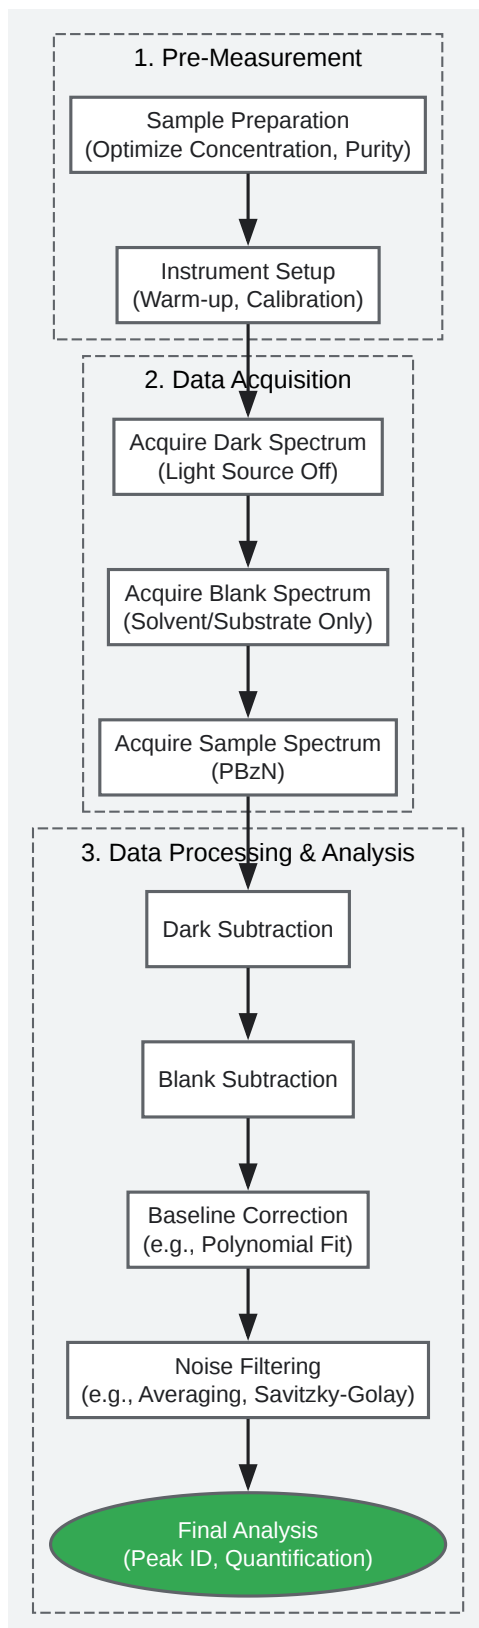 1. Pre-Measurement
Sample Preparation
(Optimize Concentration, Purity)
Instrument Setup
(Warm-up, Calibration)
2. Data Acquisition
Acquire Dark Spectrum
(Light Source Off)
Acquire Blank Spectrum
(Solvent/Substrate Only)
Acquire Sample Spectrum
(PBzN)
3. Data Processing & Analysis
Dark Subtraction
Blank Subtraction
Baseline Correction
(e.g., Polynomial Fit)
Noise Filtering
(e.g., Averaging, Savitzky-Golay)
Final Analysis
(Peak ID, Quantification)